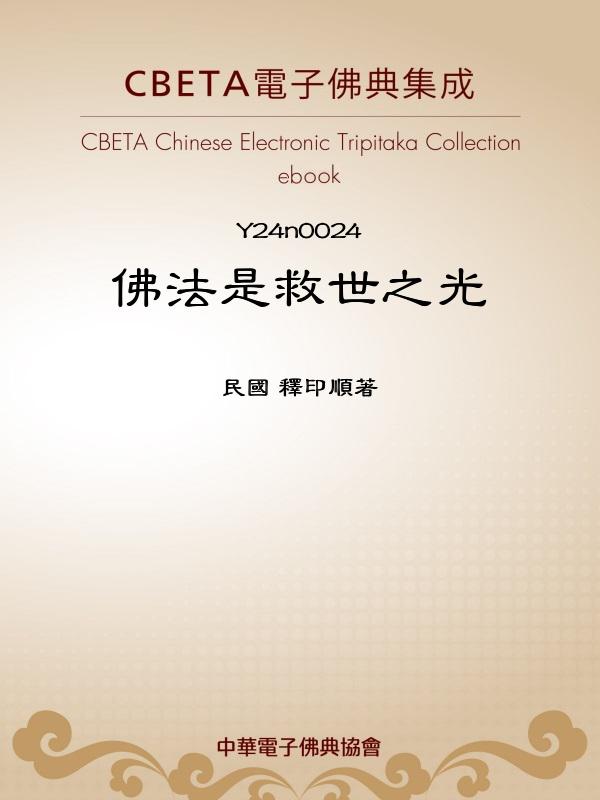 CBETA電子佛典集成
CBETA Chinese Electronic Tripitaka Collection
ebook
Y24n0024
佛法是救世之光
民國 釋印順著
中華電子佛典協會